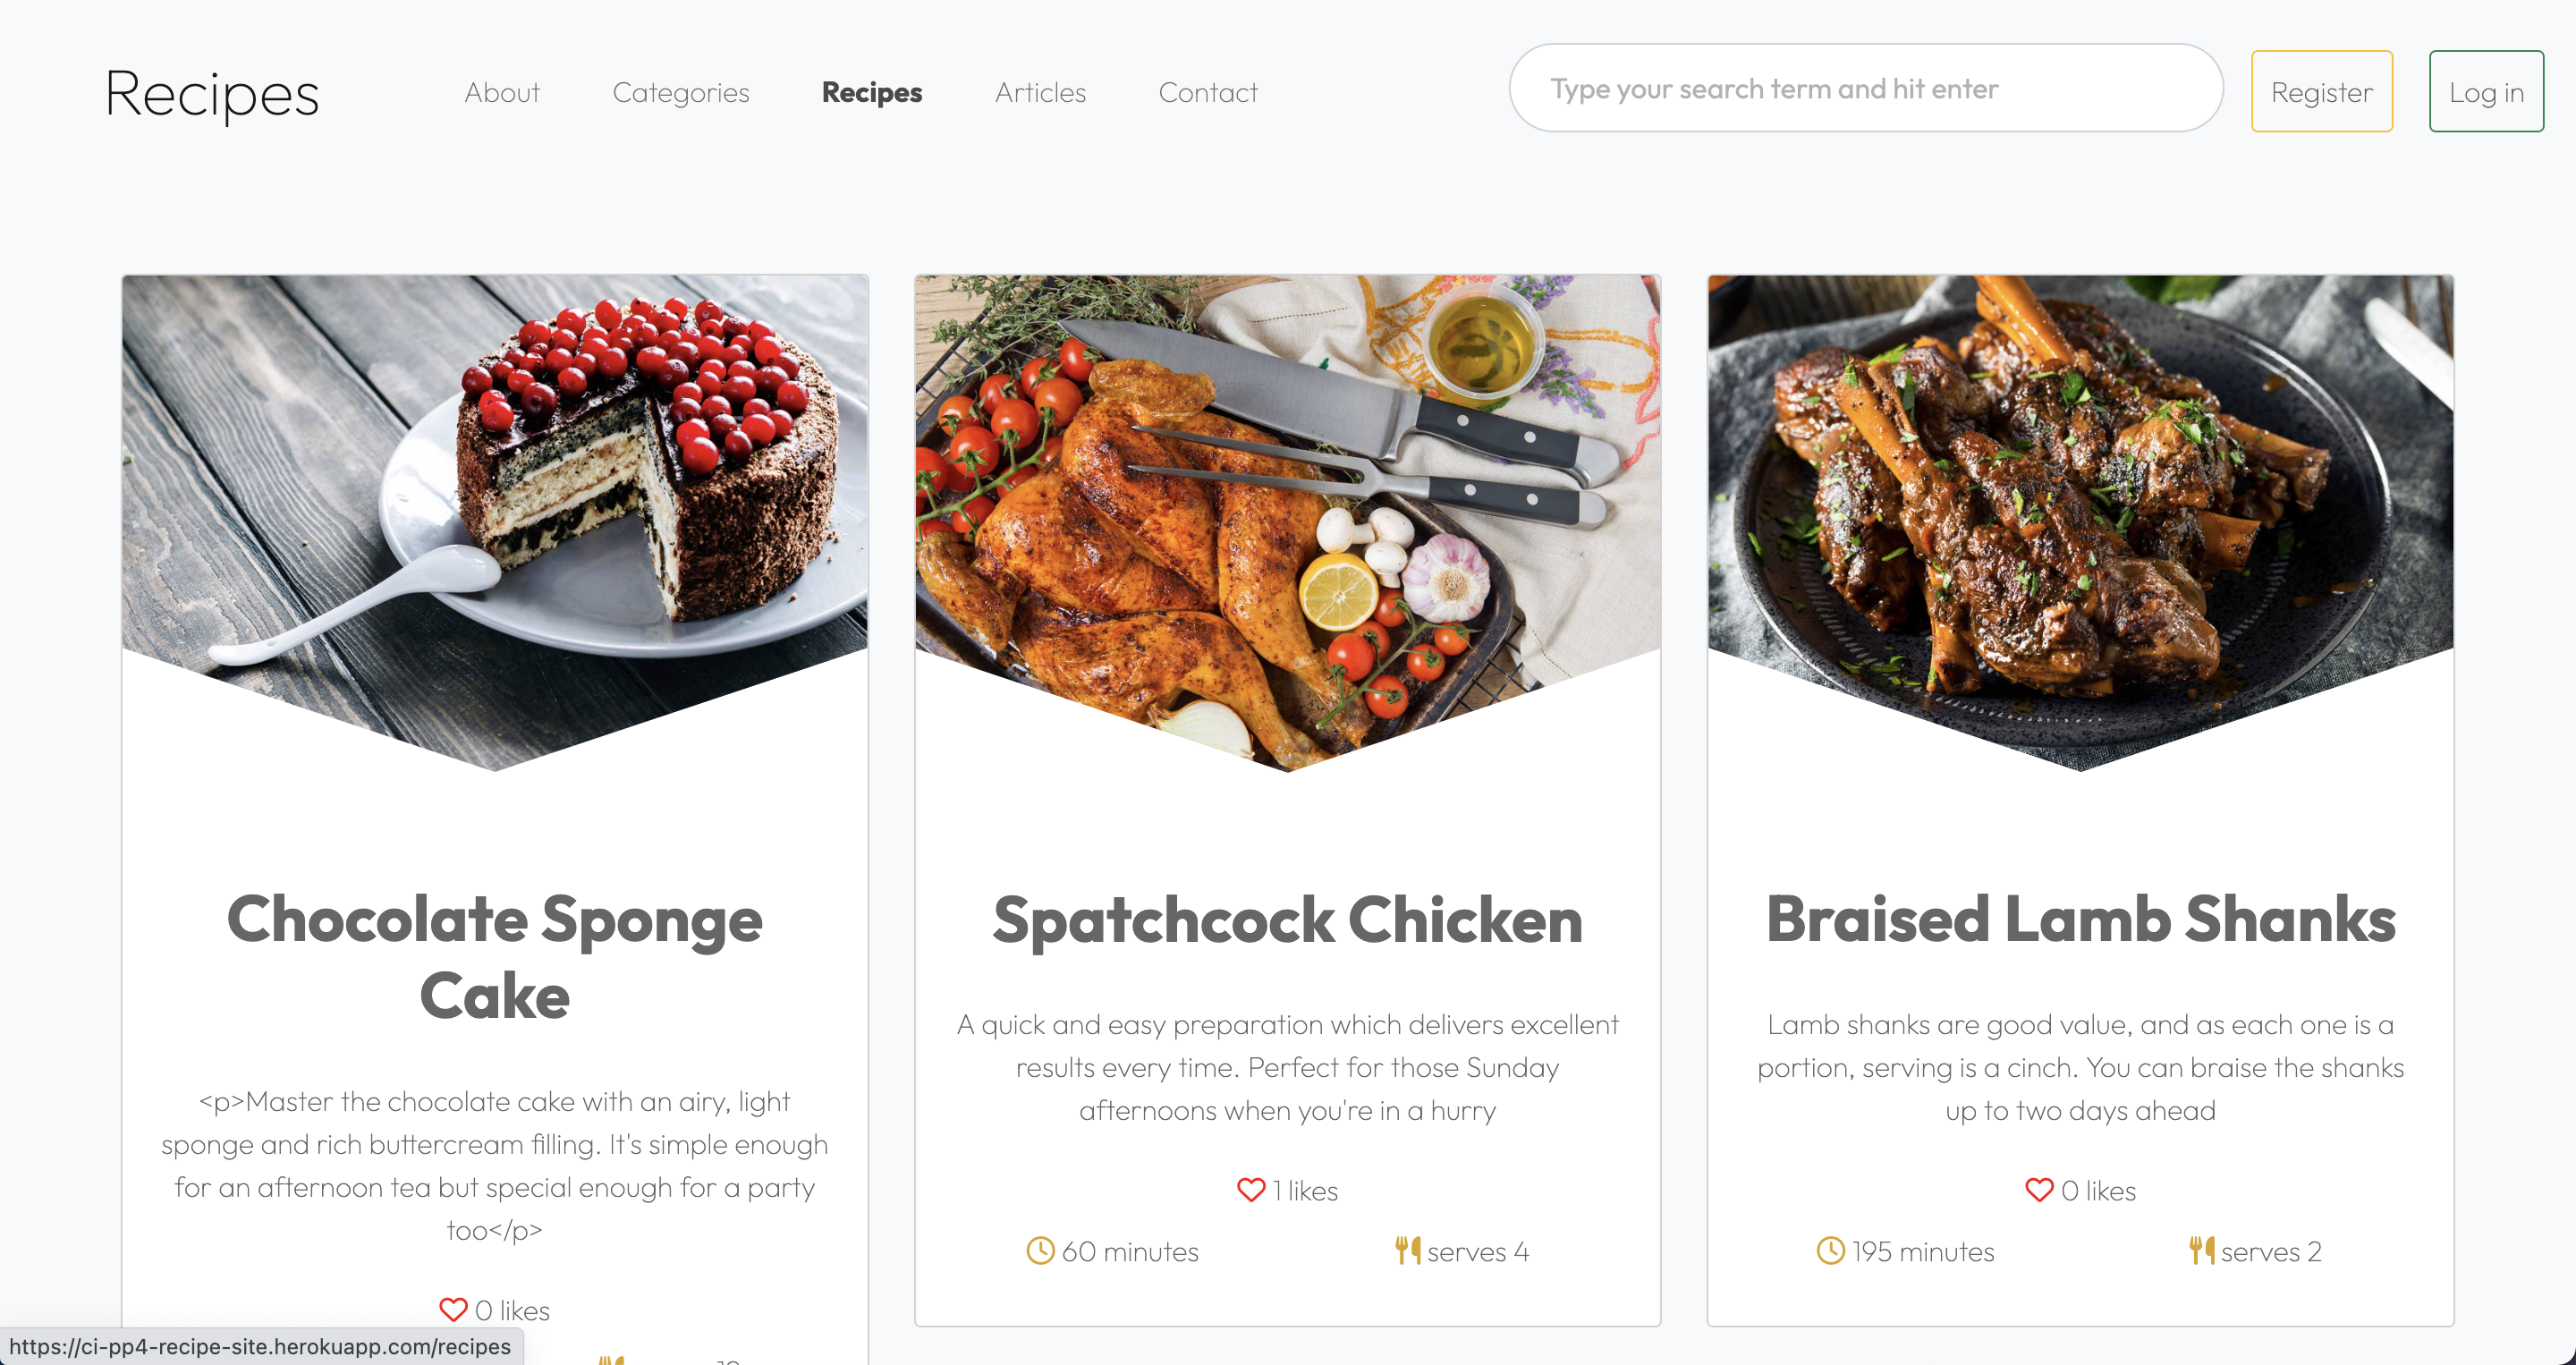 Recipes
About
Categories
Recipes
Articles
Contact
Type your search term and hit enter
Register
Log in
Chocolate Sponge
Cake
<p>Master the chocolate cake with an airy, light
sponge and rich buttercream filling. It's simple enough
for an afternoon tea but special enough for a party
too</p>
0 likes
Spatchcock Chicken
A quick and easy preparation which delivers excellent
results every time. Perfect for those Sunday
afternoons when you're in a hurry
1 likes
60 minutes
serves 4
Braised Lamb Shanks
Lamb shanks are good value, and as each one is a
portion, serving is a cinch. You can braise the shanks
up to two days ahead
0 likes
195 minutes
serves 2
https://ci-pp4-recipe-site.herokuapp.com/recipes